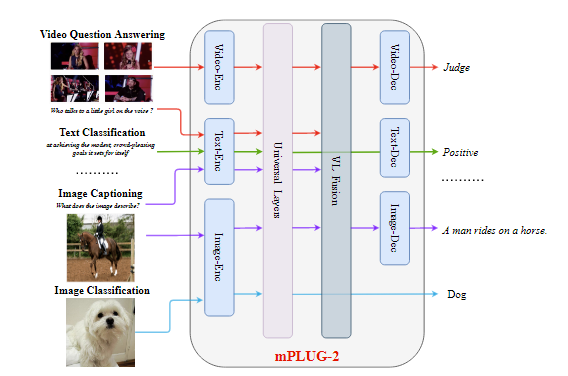 Video Question Answering
Who talks to a little girl on the voice ?
Text Classification
at achieving the modest, crowd-pleasing
goals it sets for itself
..........
Image Captioning
What does the image describe?
Image Classification
Video-Enc
Text-Enc
Image-Enc
Universal Layers
VL Fusion
Video-Dec
Text-Dec
Image-Dec
mPLUG-2
Judge
Positive
..........
A man rides on a horse.
Dog